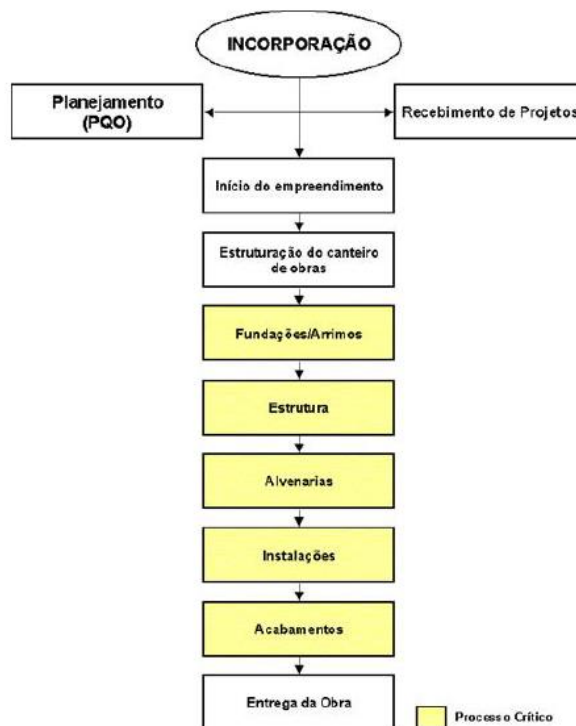 INCORPORAÇÃO
Planejamento
(PQO)
Recebimento de Projetos
Início do empreendimento
Estruturação do canteiro
de obras
Fundações/Arrimos
Estrutura
Alvenarias
Instalações
Acabamentos
Entrega da Obra
Processo Crítico